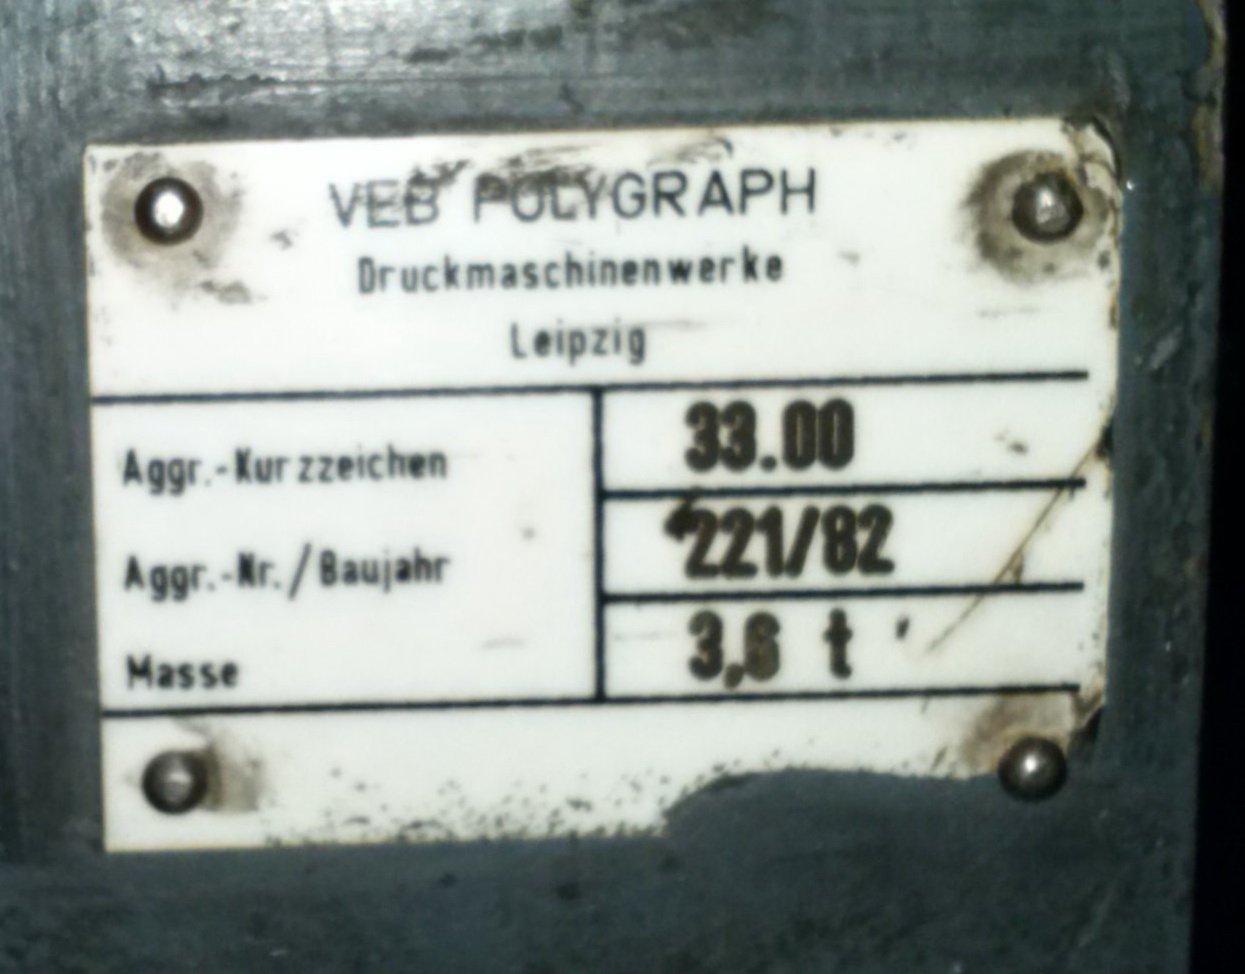 VEB POLYGRAPH
Druckmaschinenwerke
Leipzig
Aggr.-Kurzzeichen 33.00
Aggr.-Nr./Baujahr 221/82
Masse 3,6 t